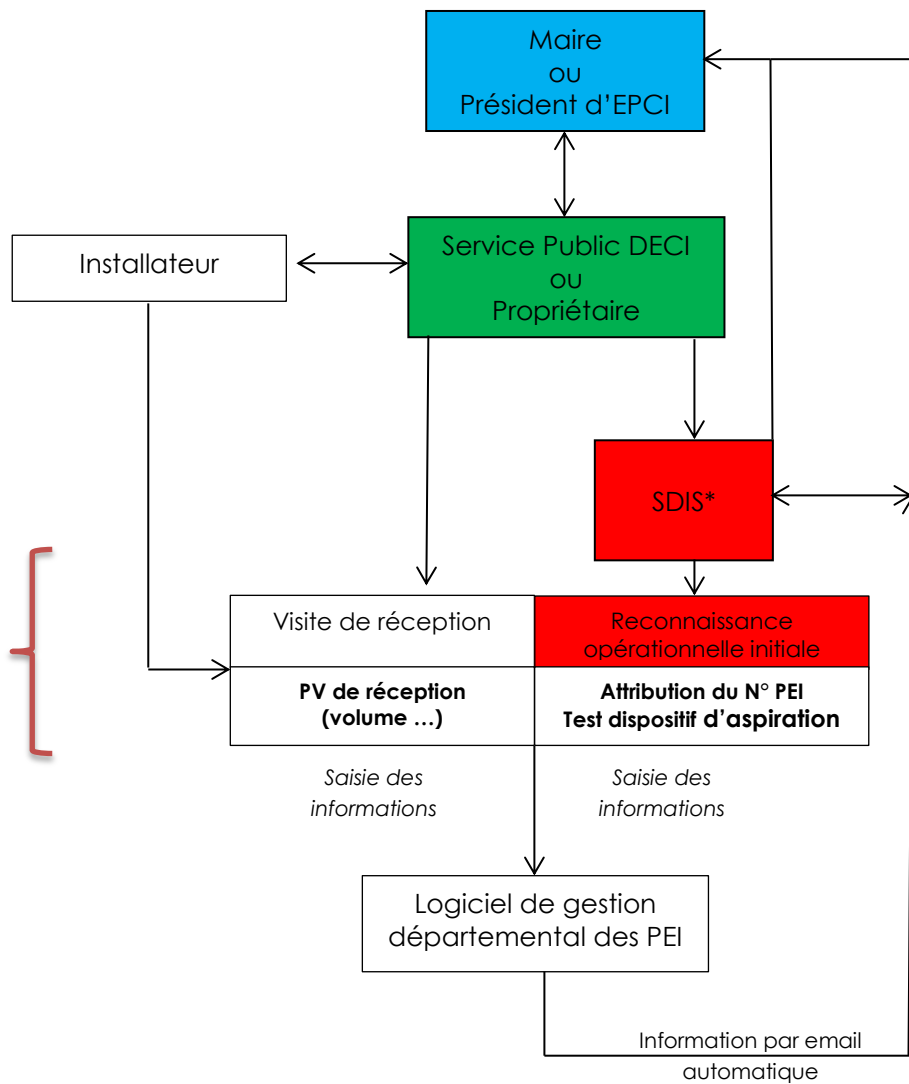 Maire
ou
Président d'EPCI
Service Public DECI
ou
Propriétaire
Installateur
SDIS*
Visite de réception
Reconnaissance
opérationnelle initiale
PV de réception
(volume ...)
Attribution du N° PEI
Test dispositif d'aspiration
Saisie des
informations
Saisie des
informations
Logiciel de gestion
départemental des PEI
Information par email
automatique